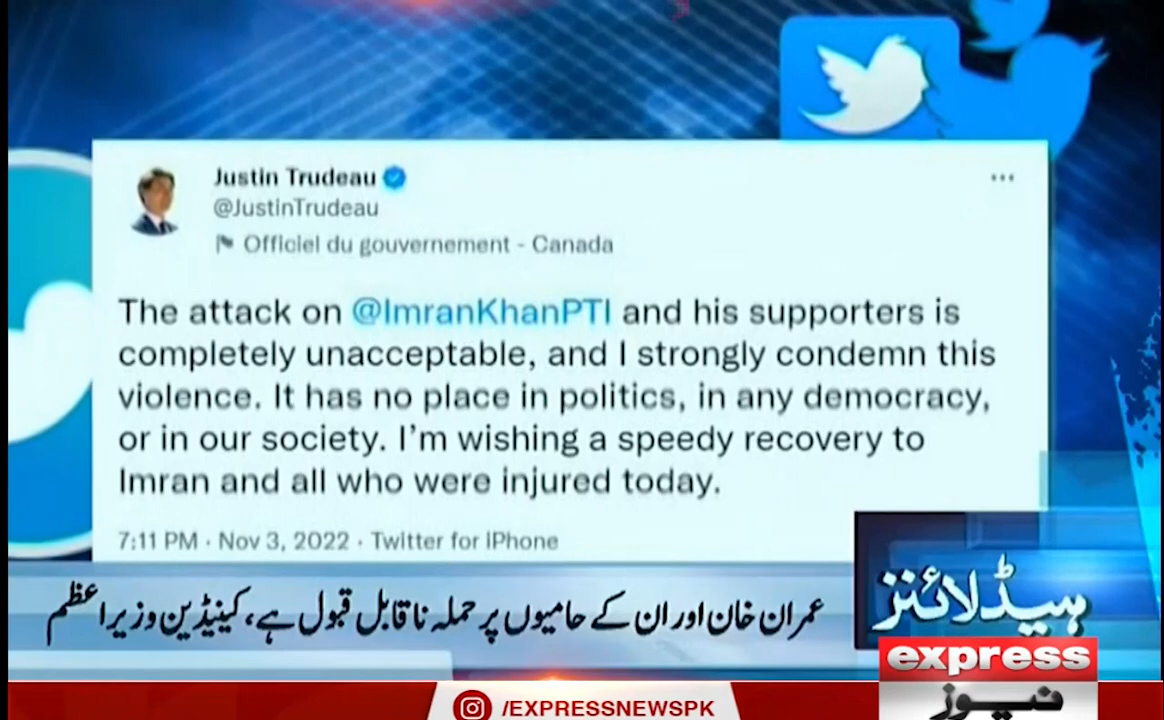 Justin Trudeau
@JustinTrudeau
Officiel du gouvernement - Canada
The attack on @ImranKhanPTI and his supporters is
completely unacceptable, and I strongly condemn this
violence. It has no place in politics, in any democracy,
or in our society. I'm wishing a speedy recovery to
Imran and all who were injured today.
7:11 PM · Nov 3, 2022 · Twitter for iPhone
عمران خان اور ان کے حامیوں پر حملہ ناقابل قبول ہے، کینیڈین وزیراعظم
ہیڈلائنز
express
نیوز
/EXPRESSNEWSPK